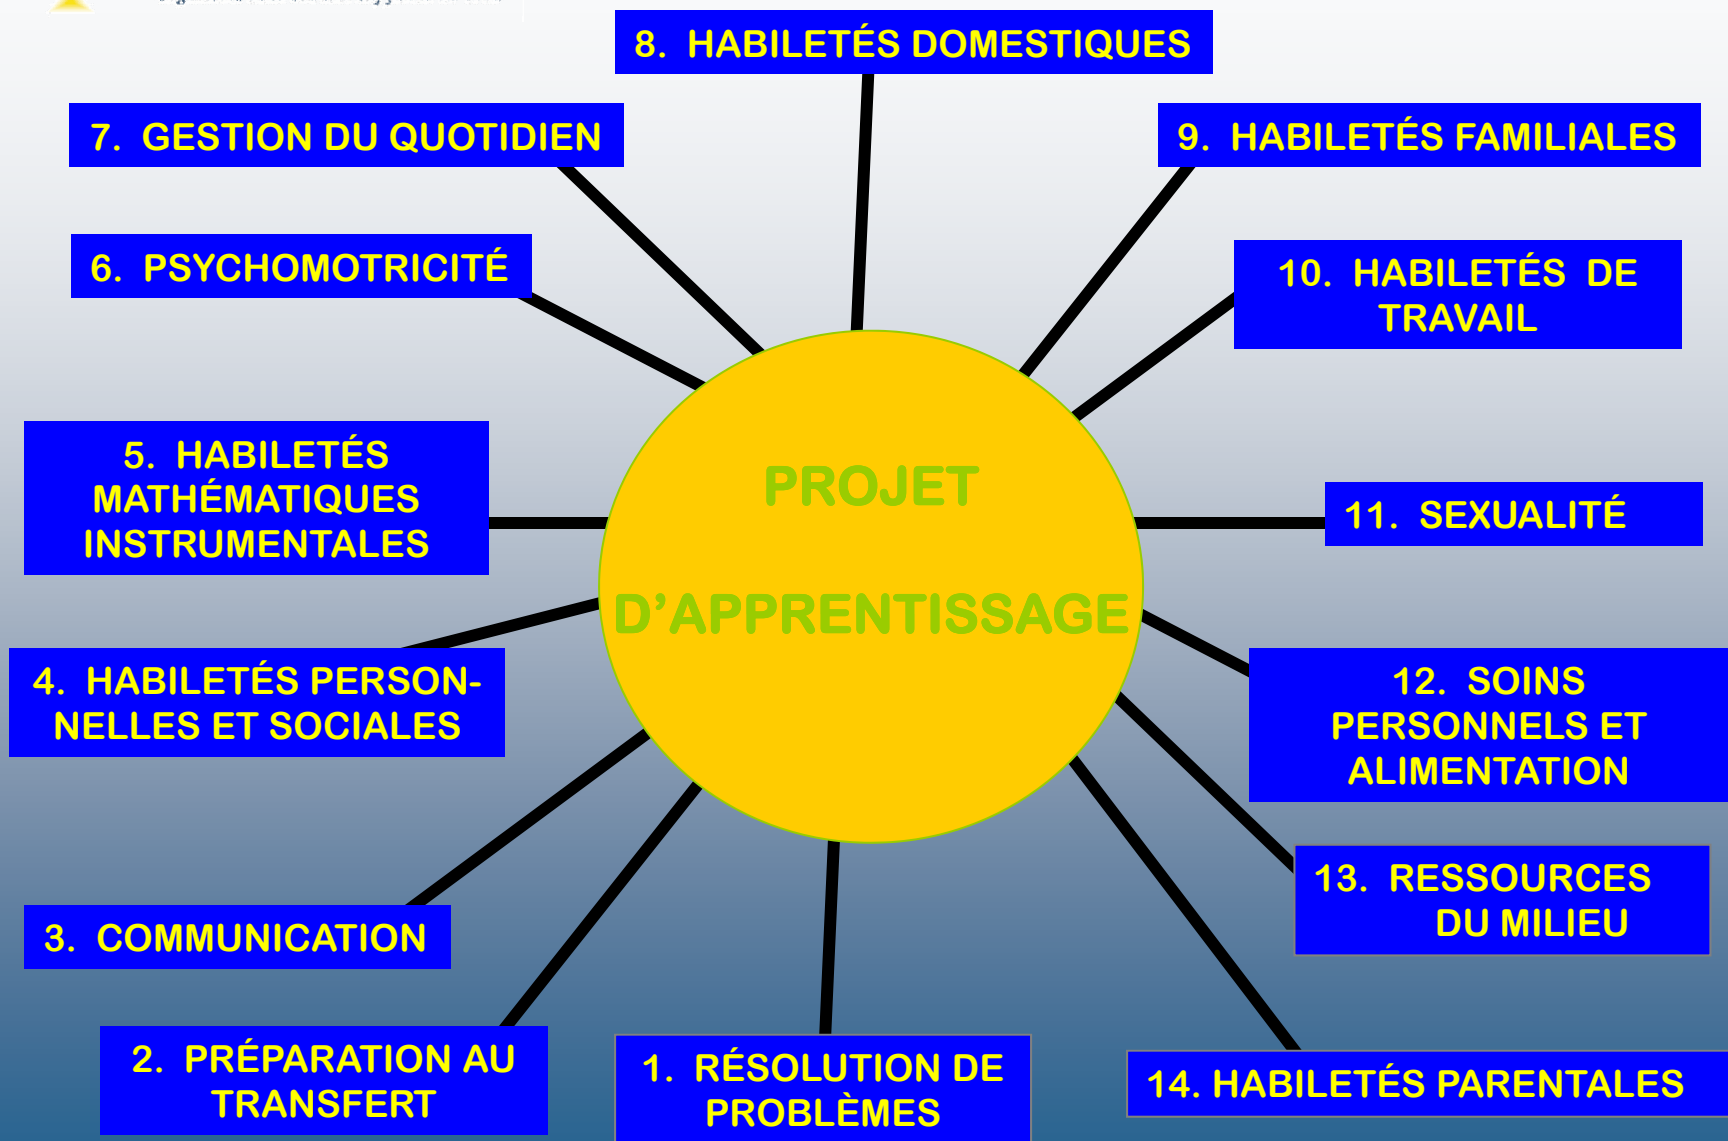 8. HABILETÉS DOMESTIQUES
7. GESTION DU QUOTIDIEN
9. HABILETÉS FAMILIALES
6. PSYCHOMOTRICITÉ
10. HABILETÉS DE
TRAVAIL
5. HABILETÉS
MATHÉMATIQUES
INSTRUMENTALES
PROJET
D’APPRENTISSAGE
11. SEXUALITÉ
4. HABILETÉS PERSON-
NELLES ET SOCIALES
12. SOINS
PERSONNELS ET
ALIMENTATION
13. RESSOURCES
DU MILIEU
3. COMMUNICATION
2. PRÉPARATION AU
TRANSFERT
1. RÉSOLUTION DE
PROBLÈMES
14. HABILETÉS PARENTALES